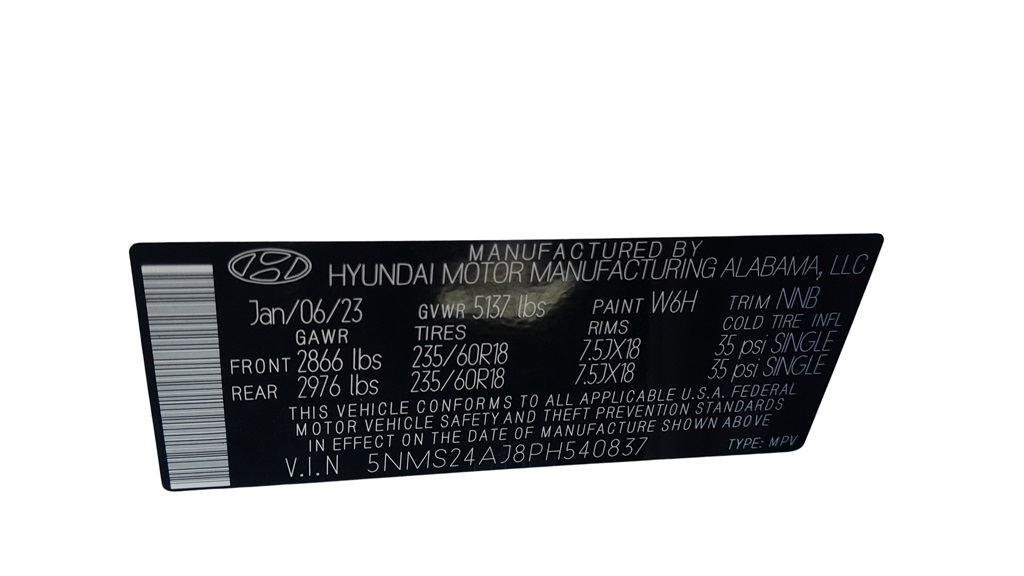 MANUFACTURED BY
HYUNDAI MOTOR MANUFACTURING ALABAMA, LLC
Jan/06/23 GVWR 5137 lbs PAINT W6H TRIM NNB
GAWR TIRES RIMS COLD TIRE INFL
FRONT 2866 lbs 235/60R18 7.5JX18 35 psi SINGLE
REAR 2976 lbs 235/60R18 7.5JX18 35 psi SINGLE
THIS VEHICLE CONFORMS TO ALL APPLICABLE U.S.A. FEDERAL
MOTOR VEHICLE SAFETY AND THEFT PREVENTION STANDARDS
IN EFFECT ON THE DATE OF MANUFACTURE SHOWN ABOVE
V.I.N 5NMS24AJ8PH540837 TYPE: MPV